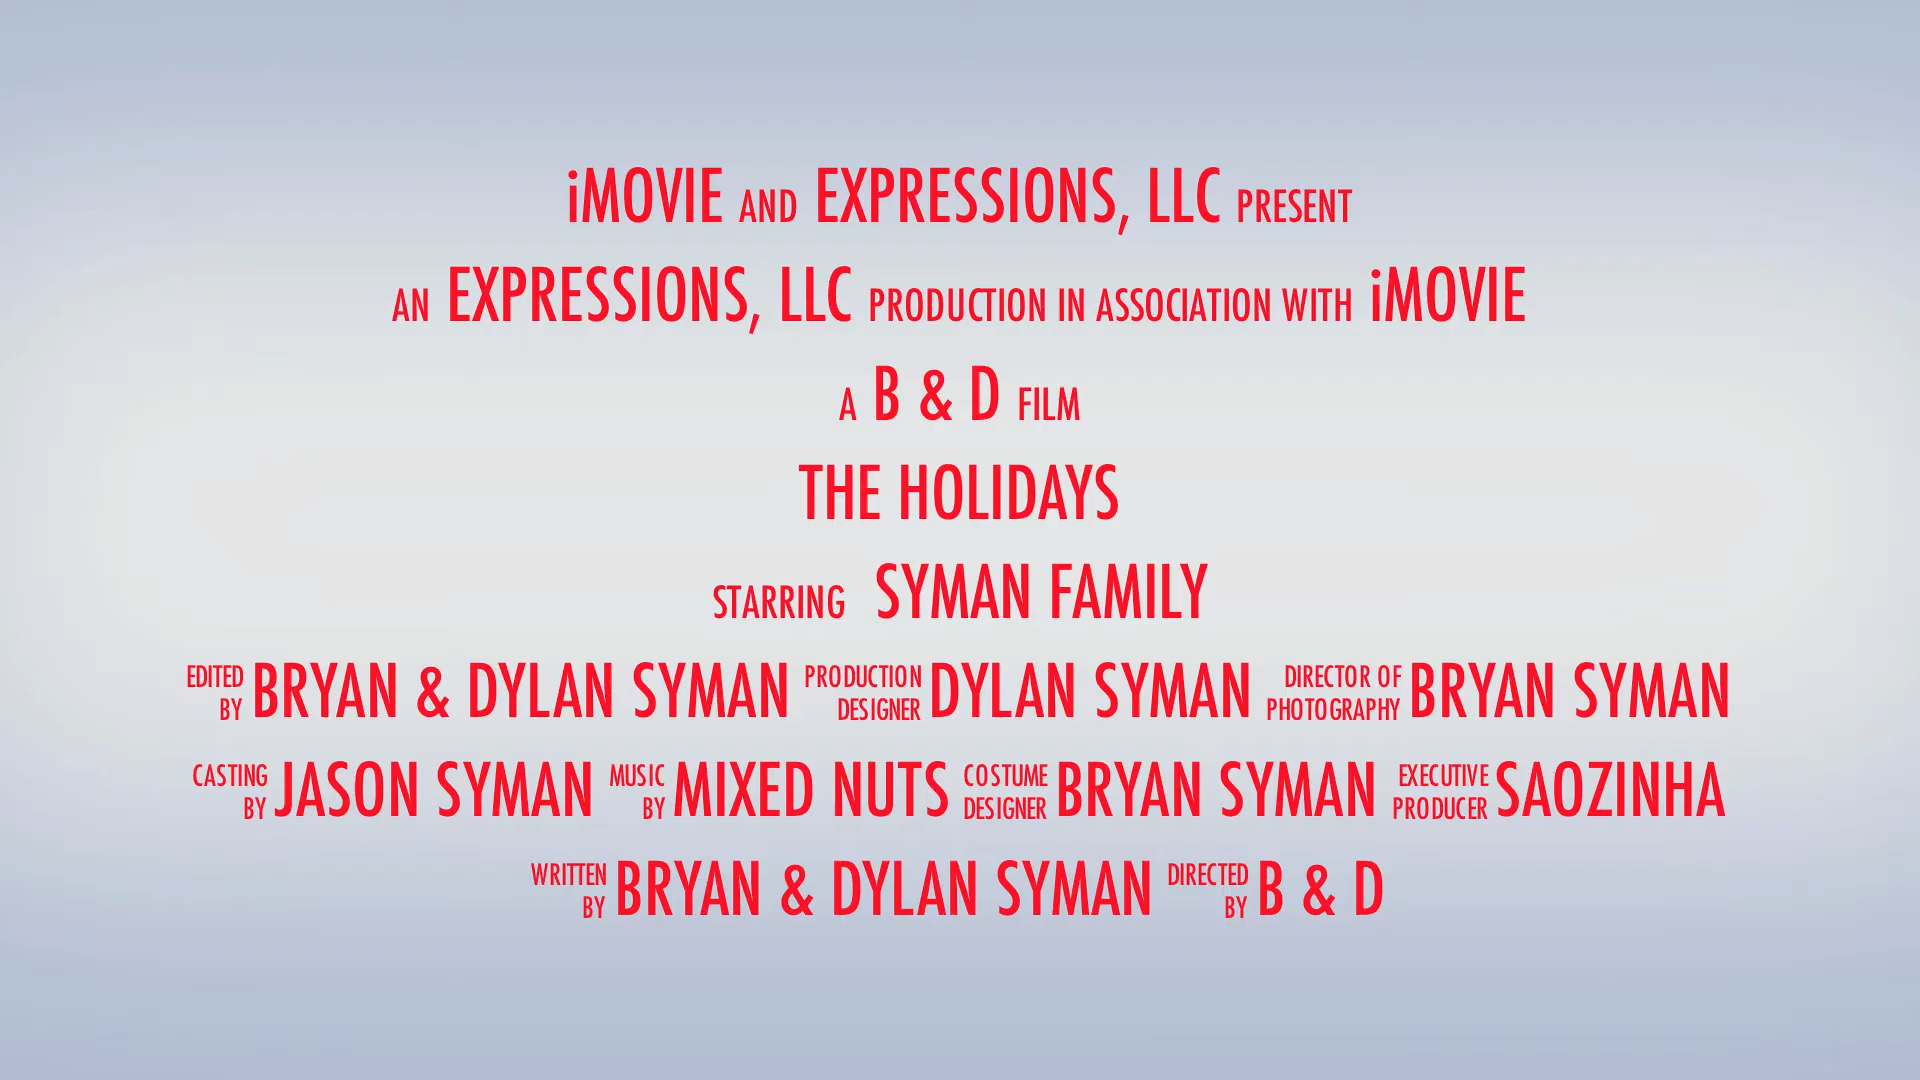 iMOVIE AND EXPRESSIONS, LLC PRESENT
AN EXPRESSIONS, LLC PRODUCTION IN ASSOCIATION WITH iMOVIE
A B & D FILM
THE HOLIDAYS
STARRING SYMAN FAMILY
EDITED BY BRYAN & DYLAN SYMAN PRODUCTION DESIGNER DYLAN SYMAN DIRECTOR OF PHOTOGRAPHY BRYAN SYMAN
CASTING BY JASON SYMAN MUSIC BY MIXED NUTS COSTUME DESIGNER BRYAN SYMAN EXECUTIVE PRODUCER SAOZINHA
WRITTEN BY BRYAN & DYLAN SYMAN DIRECTED BY B & D